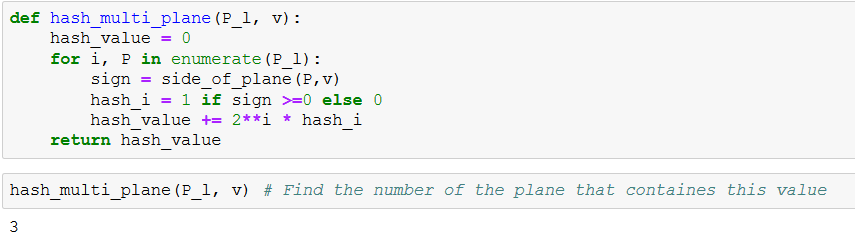 def hash_multi_plane(P_l, v):
    hash_value = 0
    for i, P in enumerate(P_l):
        sign = side_of_plane(P,v)
        hash_i = 1 if sign >=0 else 0
        hash_value += 2**i * hash_i
    return hash_value
hash_multi_plane(P_l, v) # Find the number of the plane that containes this value
3